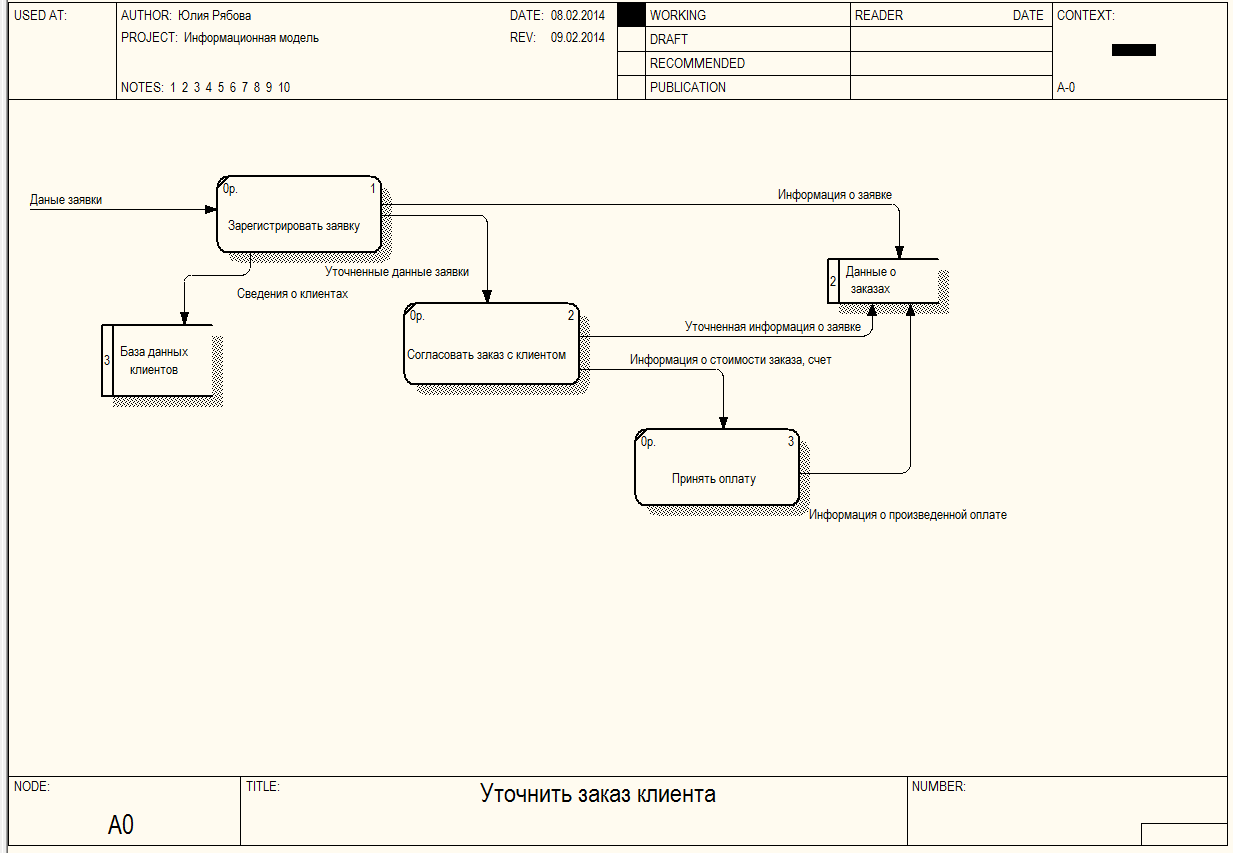 USED AT:
AUTHOR: Юлия Рябова
DATE: 08.02.2014
PROJECT: Информационная модель
REV: 09.02.2014
NOTES: 1 2 3 4 5 6 7 8 9 10
WORKING
DRAFT
RECOMMENDED
PUBLICATION
READER DATE
CONTEXT:
A-0
Даные заявки
0р. 1
Зарегистрировать заявку
Информация о заявке
Уточненные данные заявки
Сведения о клиентах
2
Данные о
заказах
3
База данных
клиентов
0р. 2
Согласовать заказ с клиентом
Уточненная информация о заявке
Информация о стоимости заказа, счет
0р. 3
Принять оплату
Информация о произведенной оплате
NODE:
A0
TITLE:
Уточнить заказ клиента
NUMBER: